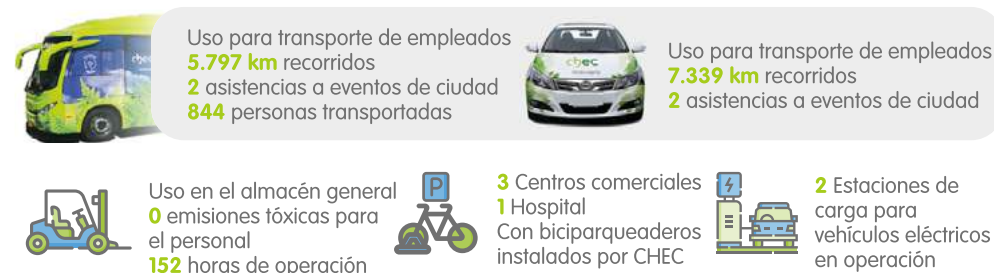 Uso para transporte de empleados
5.797 km recorridos
2 asistencias a eventos de ciudad
844 personas transportadas
chec
chec
Uso para transporte de empleados
7.339 km recorridos
2 asistencias a eventos de ciudad
Uso en el almacén general
0 emisiones tóxicas para
el personal
152 horas de operación
P
3 Centros comerciales
1 Hospital
Con biciparqueaderos
instalados por CHEC
2 Estaciones de
carga para
vehículos eléctricos
en operación